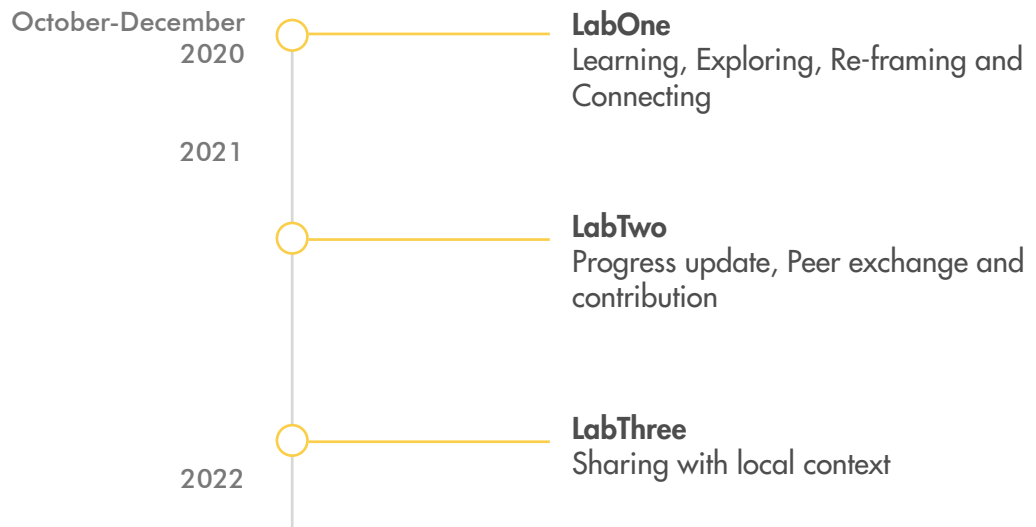 October-December
2020
LabOne
Learning, Exploring, Re-framing and
Connecting
2021
LabTwo
Progress update, Peer exchange and
contribution
LabThree
Sharing with local context
2022